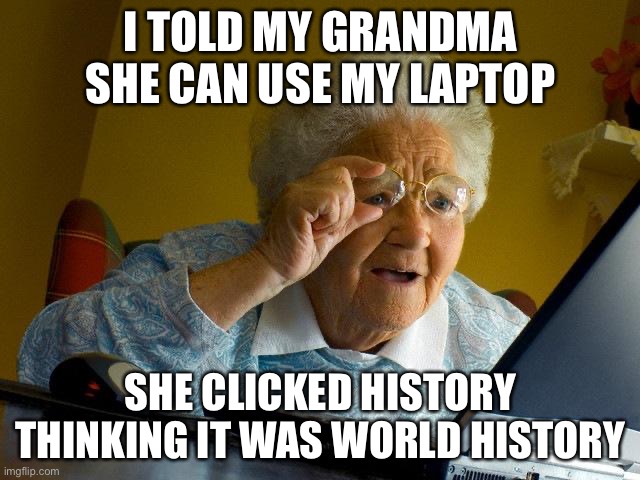 I TOLD MY GRANDMA
SHE CAN USE MY LAPTOP
SHE CLICKED HISTORY
THINKING IT WAS WORLD HISTORY
imgflip.com